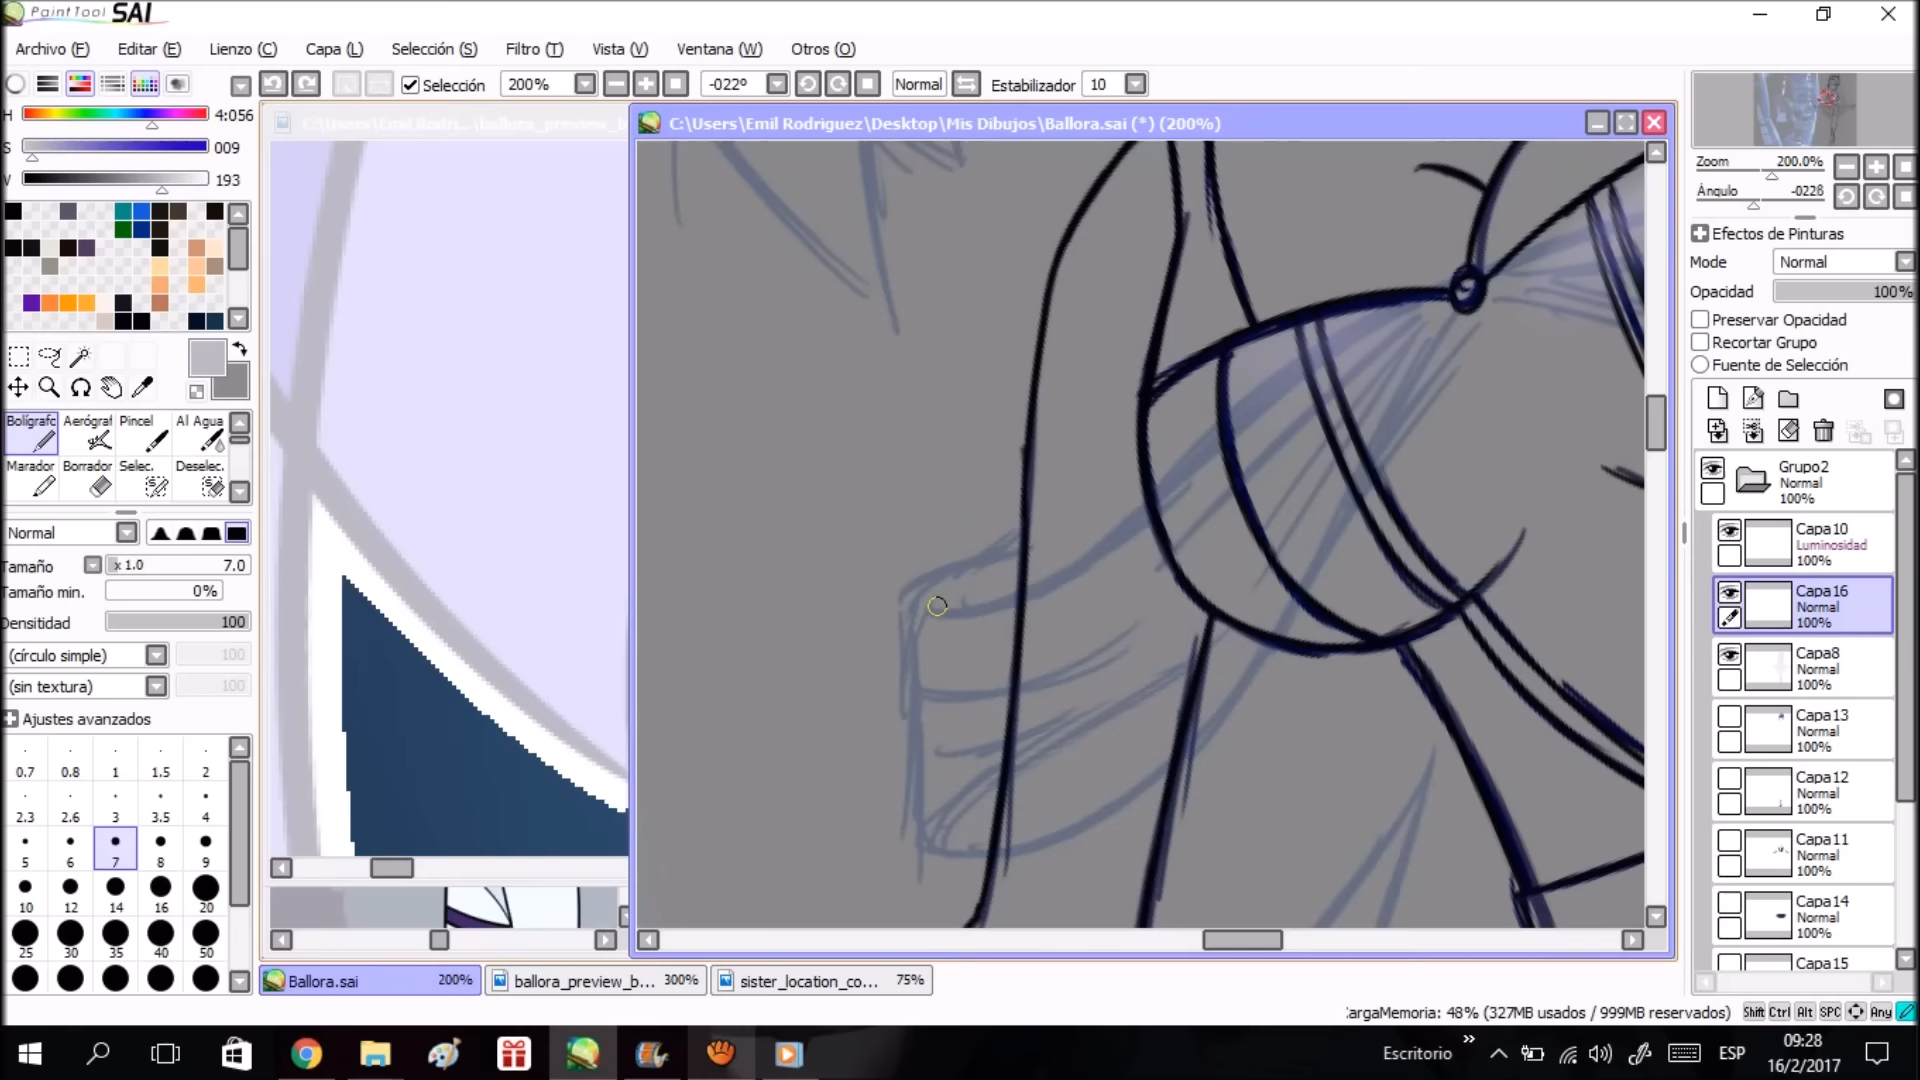 PaintTool SAI
Archivo (F) Editar (E) Lienzo (C) Capa (L) Selección (S) Filtro (T) Vista (V) Ventana (W) Otros (O)
Selección 200% -022º Normal Estabilizador 10
H 4:056
S 009
V 193
C:\Users\Emil Rodriguez\Desktop\Mis Dibujos\Ballora.sai (*) (200%)
Zoom 200.0%
Ángulo -0228
Efectos de Pinturas
Mode Normal
Opacidad 100%
Preservar Opacidad
Recortar Grupo
Fuente de Selección
Bolígrafc Aerógraf Pincel Al Agua
Marador Borrador Selec. Deselec.
Normal
Tamaño x 1.0 7.0
Tamaño min. 0%
Densitidad 100
(círculo simple) 100
(sin textura) 100
Ajustes avanzados
0.7 0.8 1 1.5 2
2.3 2.6 3 3.5 4
5 6 7 8 9
10 12 14 16 20
25 30 35 40 50
Grupo2
Normal
100%
Capa10
Luminosidad
100%
Capa16
Normal
100%
Capa8
Normal
100%
Capa13
Normal
100%
Capa12
Normal
100%
Capa11
Normal
100%
Capa14
Normal
100%
Capa15
Ballora.sai 200% ballora_preview_b... 300% sister_location_co... 75%
CargaMemoria: 48% (327MB usados / 999MB reservados) Shift Ctrl Alt SPC Any
Escritorio » ESP 09:28
16/2/2017